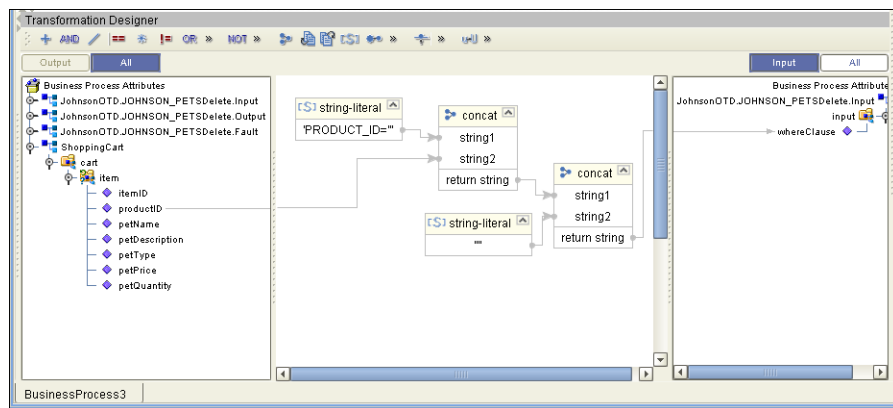 Transformation Designer
AND
==
!=
OR »
NOT »
[S]
»
»
»
Output
All
Input
All
Business Process Attributes
JohnsonOTD.JOHNSON_PETSDelete.Input
JohnsonOTD.JOHNSON_PETSDelete.Output
JohnsonOTD.JOHNSON_PETSDelete.Fault
ShoppingCart
cart
item
itemID
productID
petName
petDescription
petType
petPrice
petQuantity
[S] string-literal
'PRODUCT_ID="'
concat
string1
string2
return string
[S] string-literal
concat
string1
string2
return string
Business Process Attribute
JohnsonOTD.JOHNSON_PETSDelete.Input
input
whereClause
BusinessProcess3